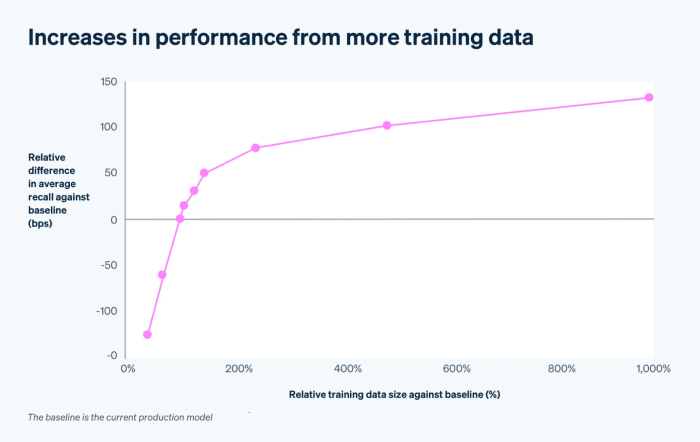 Increases in performance from more training data
150
100
50
0
-50
-100
-0
Relative
difference
in average
recall against
baseline
(bps)
0%
200%
400%
600%
800%
1,000%
Relative training data size against baseline (%)
The baseline is the current production model